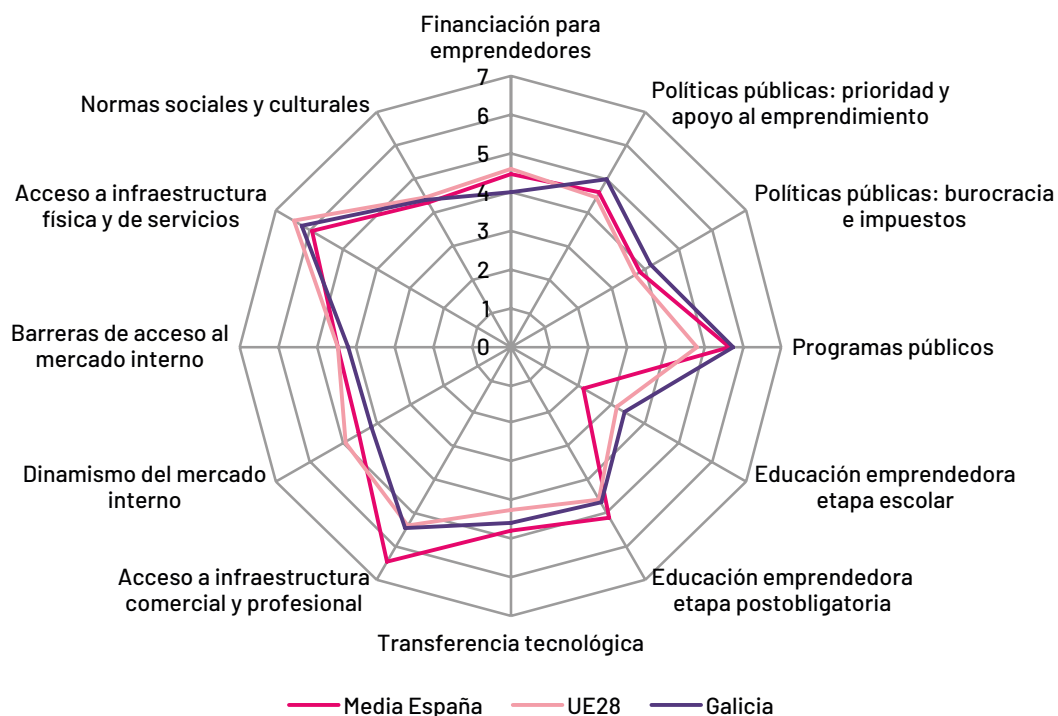 Financiación para
emprendedores
Políticas públicas: prioridad y
apoyo al emprendimiento
Políticas públicas: burocracia
e impuestos
Programas públicos
Educación emprendedora
etapa escolar
Educación emprendedora
etapa postobligatoria
Transferencia tecnológica
Acceso a infraestructura
comercial y profesional
Dinamismo del mercado
interno
Barreras de acceso al
mercado interno
Acceso a infraestructura
física y de servicios
Normas sociales y culturales
7
6
5
4
3
2
1
0
Media España
UE28
Galicia